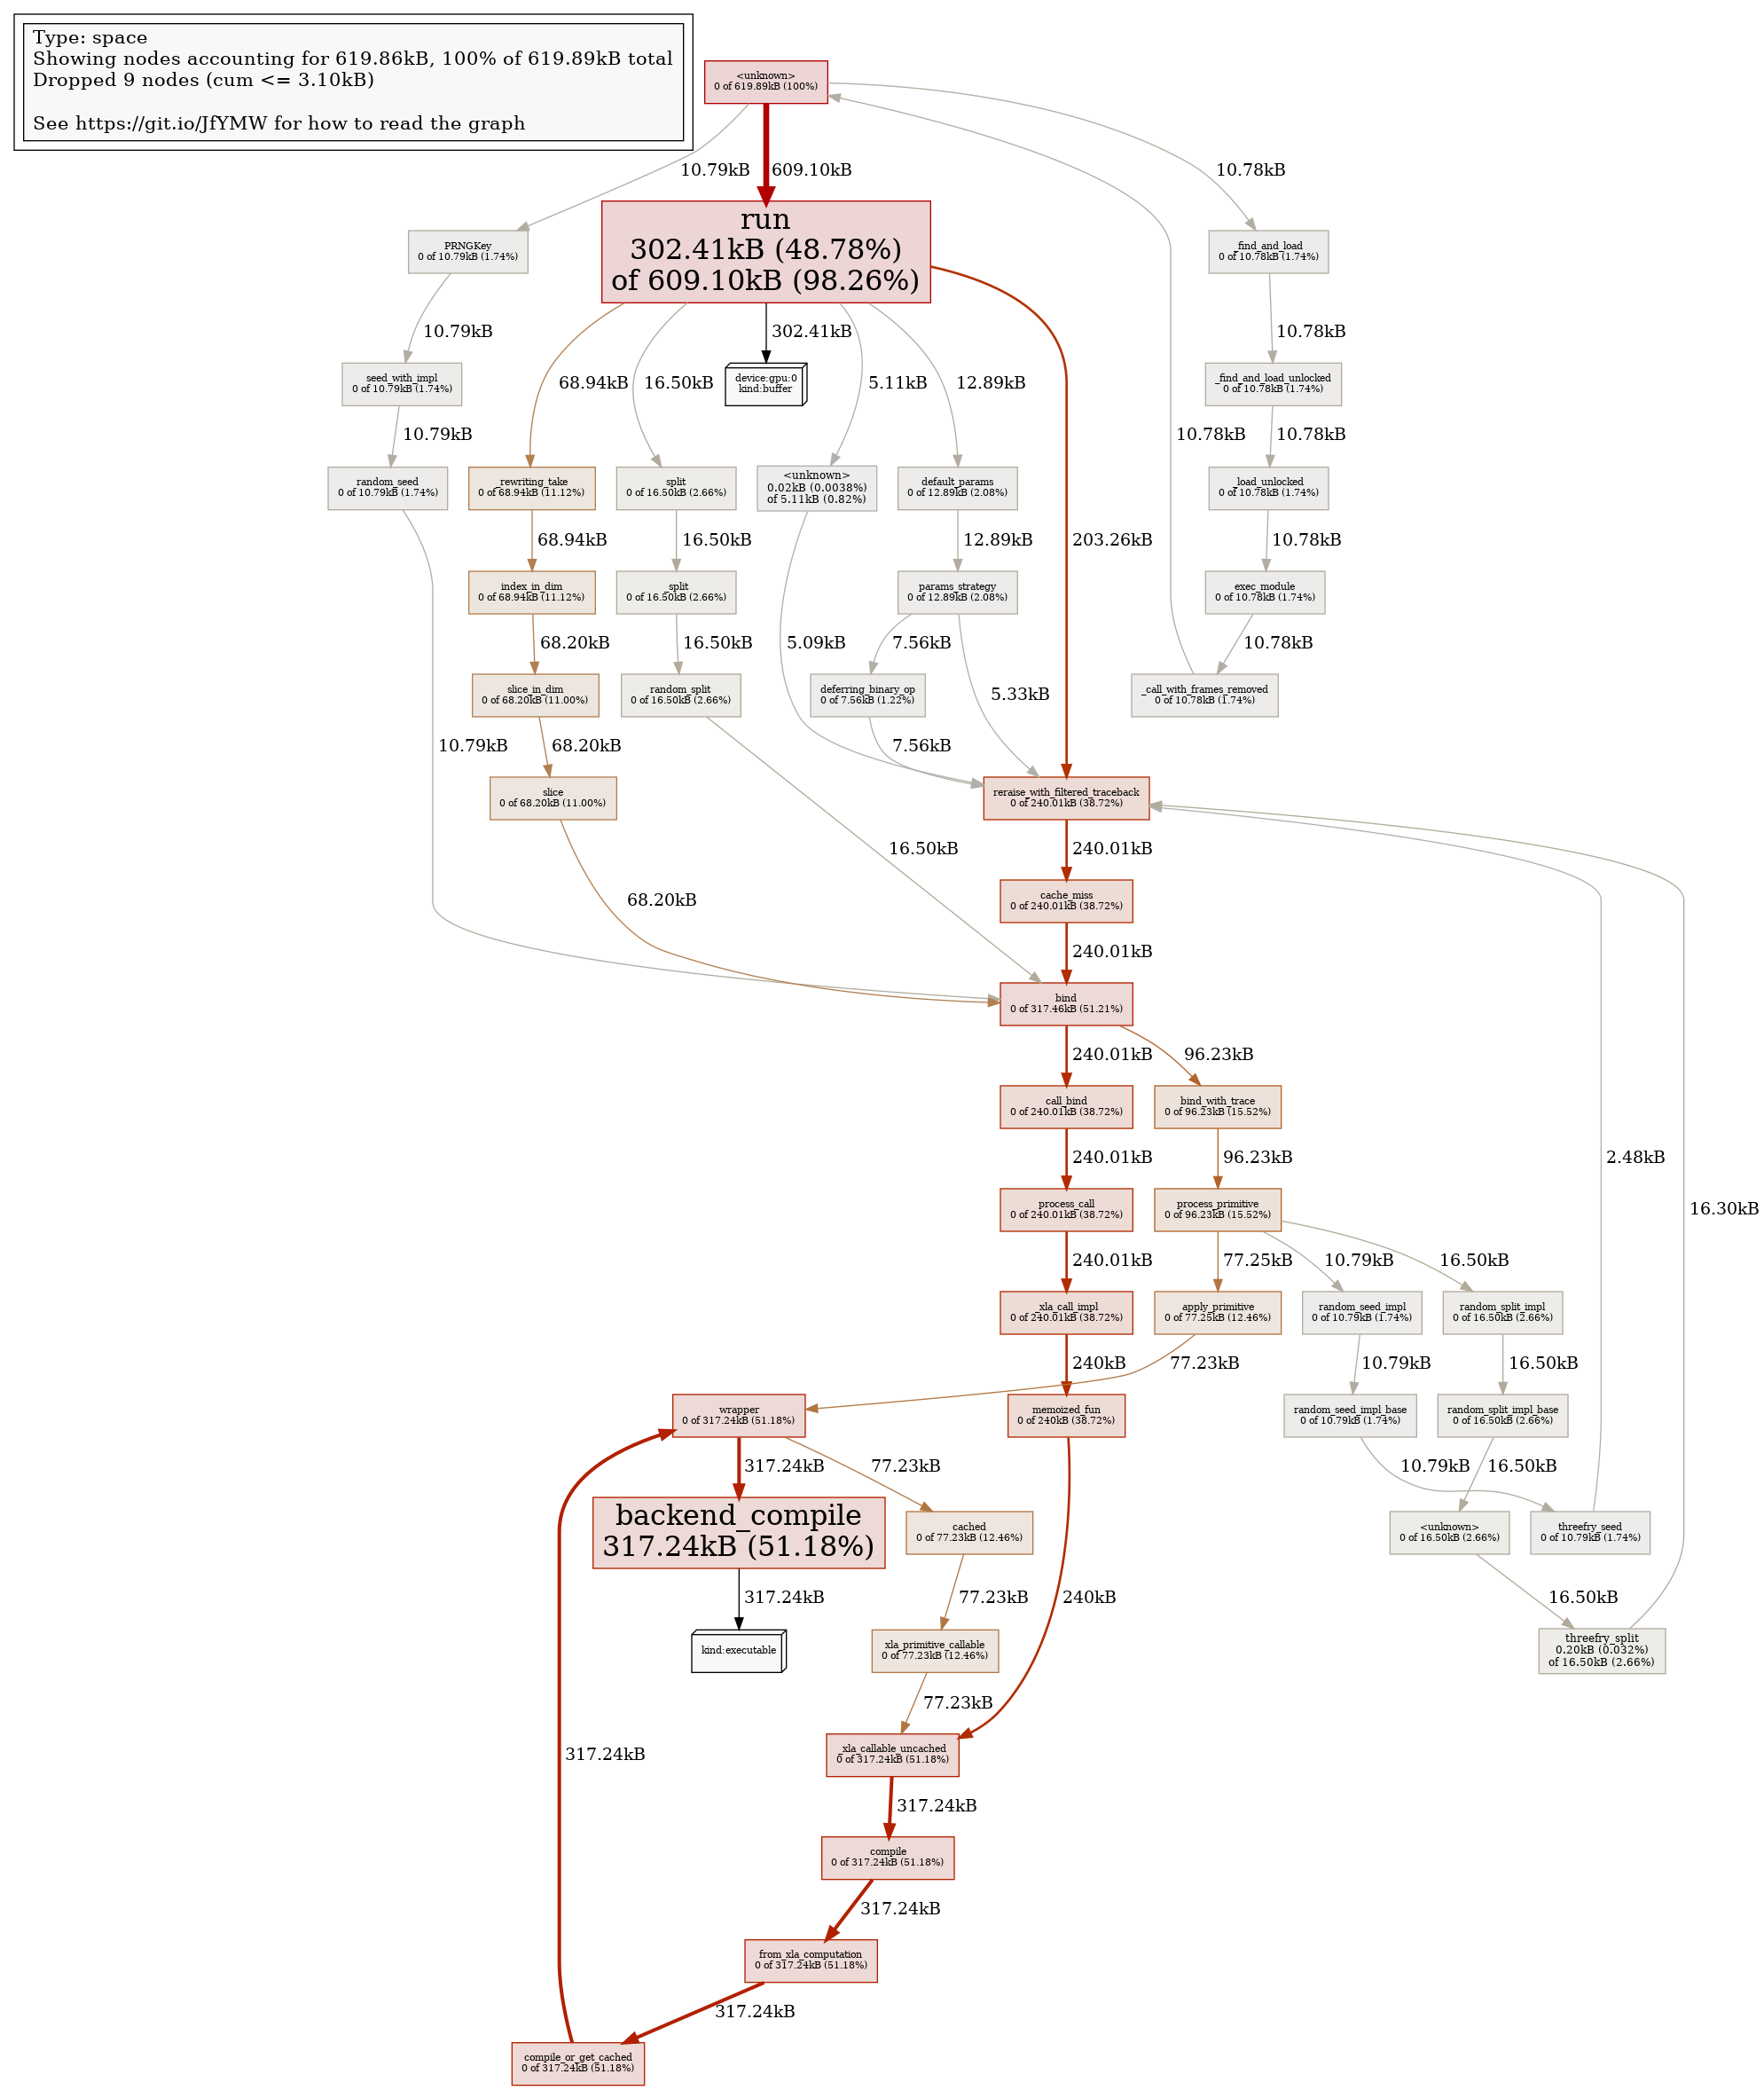 Type: space
Showing nodes accounting for 619.86kB, 100% of 619.89kB total
Dropped 9 nodes (cum <= 3.10kB)
See https://git.io/JfYMW for how to read the graph
<unknown>
0 of 619.89kB (100%)
10.79kB
609.10kB
10.78kB
run
302.41kB (48.78%)
of 609.10kB (98.26%)
PRNGKey
0 of 10.79kB (1.74%)
_find_and_load
0 of 10.78kB (1.74%)
10.79kB
68.94kB
16.50kB
302.41kB
5.11kB
12.89kB
10.78kB
seed_with_impl
0 of 10.79kB (1.74%)
device:gpu:0
kind:buffer
_find_and_load_unlocked
0 of 10.78kB (1.74%)
10.79kB
10.78kB
10.78kB
random_seed
0 of 10.79kB (1.74%)
_rewriting_take
0 of 68.94kB (11.12%)
split
0 of 16.50kB (2.66%)
<unknown>
0.02kB (0.0038%)
of 5.11kB (0.82%)
default_params
0 of 12.89kB (2.08%)
_load_unlocked
0 of 10.78kB (1.74%)
68.94kB
16.50kB
12.89kB
203.26kB
10.78kB
index_in_dim
0 of 68.94kB (11.12%)
_split
0 of 16.50kB (2.66%)
params_strategy
0 of 12.89kB (2.08%)
exec_module
0 of 10.78kB (1.74%)
68.20kB
16.50kB
5.09kB
7.56kB
5.33kB
10.78kB
slice_in_dim
0 of 68.20kB (11.00%)
random_split
0 of 16.50kB (2.66%)
deferring_binary_op
0 of 7.56kB (1.22%)
_call_with_frames_removed
0 of 10.78kB (1.74%)
10.79kB
68.20kB
7.56kB
slice
0 of 68.20kB (11.00%)
reraise_with_filtered_traceback
0 of 240.01kB (38.72%)
16.50kB
240.01kB
68.20kB
cache_miss
0 of 240.01kB (38.72%)
240.01kB
bind
0 of 317.46kB (51.21%)
240.01kB
96.23kB
call_bind
0 of 240.01kB (38.72%)
bind_with_trace
0 of 96.23kB (15.52%)
240.01kB
96.23kB
2.48kB
process_call
0 of 240.01kB (38.72%)
process_primitive
0 of 96.23kB (15.52%)
16.30kB
240.01kB
77.25kB
10.79kB
16.50kB
_xla_call_impl
0 of 240.01kB (38.72%)
apply_primitive
0 of 77.25kB (12.46%)
random_seed_impl
0 of 10.79kB (1.74%)
random_split_impl
0 of 16.50kB (2.66%)
240kB
77.23kB
10.79kB
16.50kB
wrapper
0 of 317.24kB (51.18%)
memoized_fun
0 of 240kB (38.72%)
random_seed_impl_base
0 of 10.79kB (1.74%)
random_split_impl_base
0 of 16.50kB (2.66%)
317.24kB
77.23kB
10.79kB
16.50kB
backend_compile
317.24kB (51.18%)
cached
0 of 77.23kB (12.46%)
<unknown>
0 of 16.50kB (2.66%)
threefry_seed
0 of 10.79kB (1.74%)
317.24kB
77.23kB
240kB
16.50kB
kind:executable
xla_primitive_callable
0 of 77.23kB (12.46%)
threefry_split
0.20kB (0.032%)
of 16.50kB (2.66%)
77.23kB
317.24kB
_xla_callable_uncached
0 of 317.24kB (51.18%)
317.24kB
compile
0 of 317.24kB (51.18%)
317.24kB
from_xla_computation
0 of 317.24kB (51.18%)
317.24kB
compile_or_get_cached
0 of 317.24kB (51.18%)